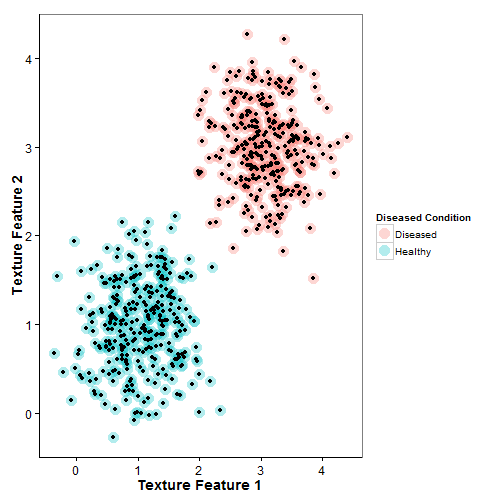 4
3
2
1
0
Texture Feature 2
0 1 2 3 4
Texture Feature 1
Diseased Condition
Diseased
Healthy